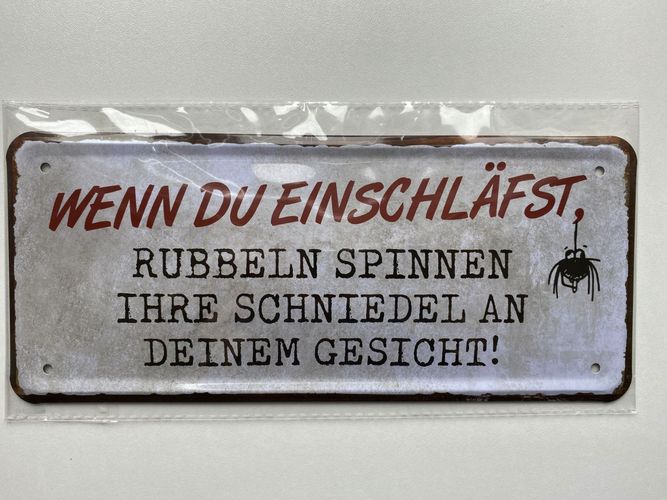 WENN DU EINSCHLÄFST,
RUBBELN SPINNEN
IHRE SCHNIEDEL AN
DEINEM GESICHT!